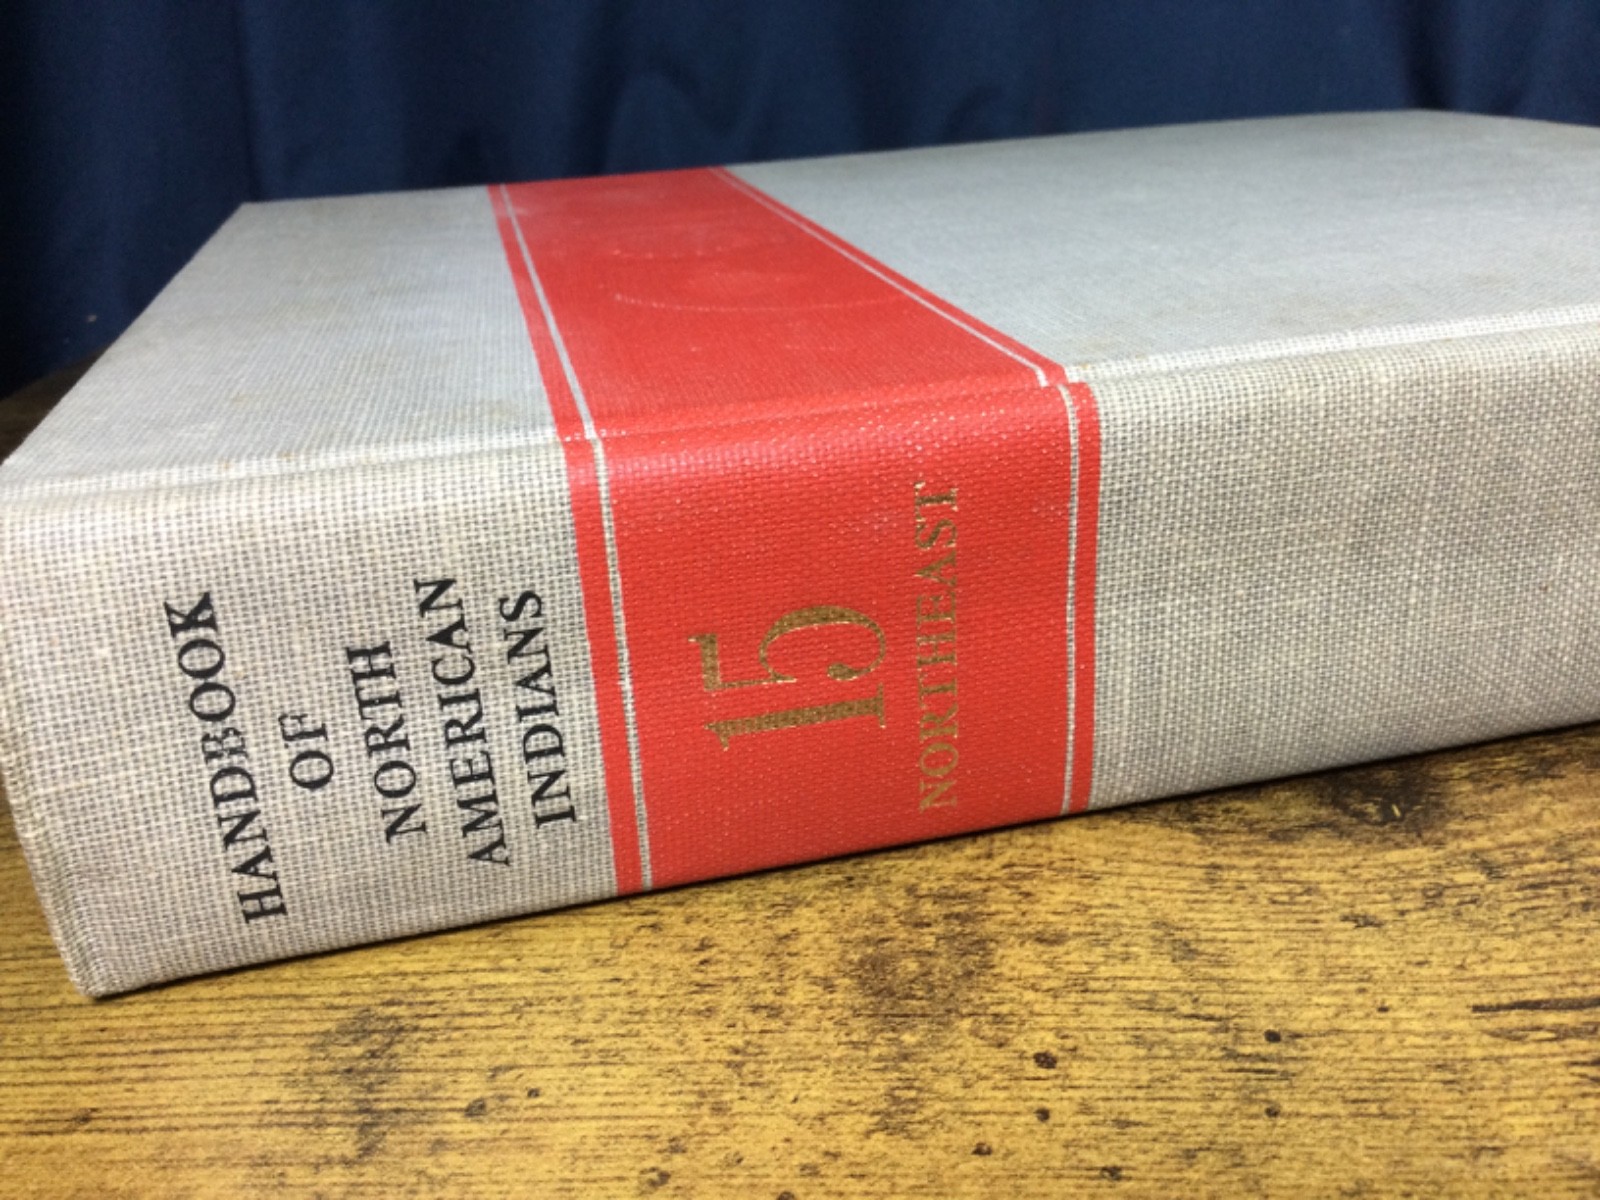 HANDBOOK
OF
NORTH
AMERICAN
INDIANS
15
NORTHEAST